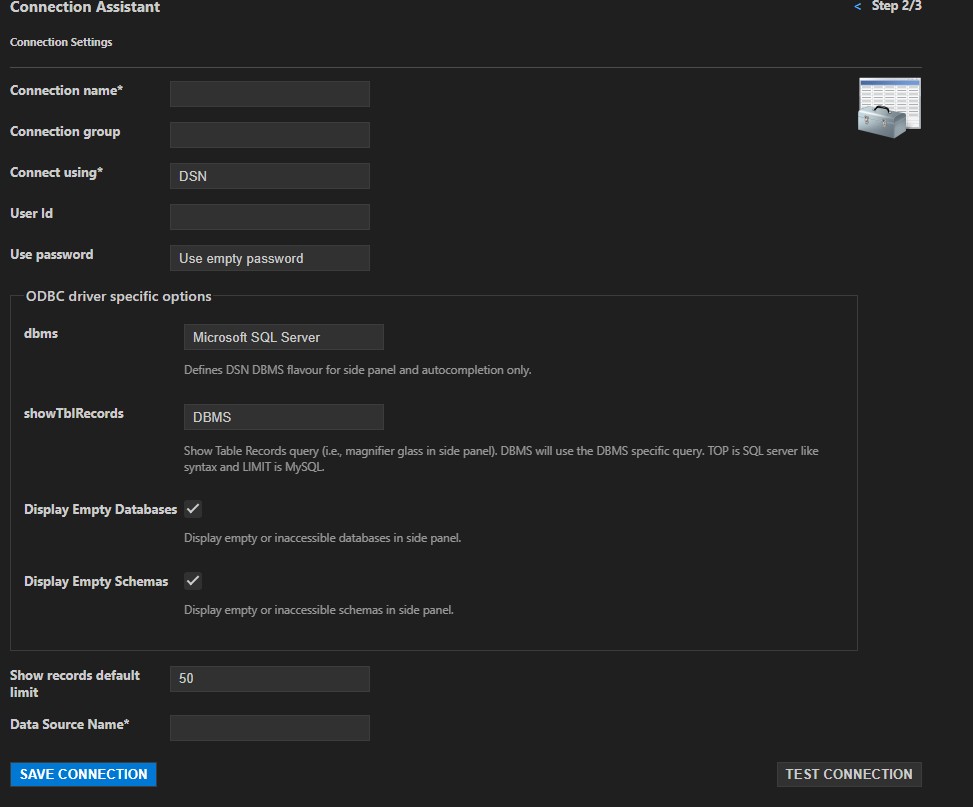 Connection Assistant
< Step 2/3
Connection Settings
Connection name*
Connection group
Connect using*
DSN
User Id
Use password
Use empty password
ODBC driver specific options
dbms
Microsoft SQL Server
Defines DSN DBMS flavour for side panel and autocompletion only.
showTblRecords
DBMS
Show Table Records query (i.e., magnifier glass in side panel). DBMS will use the DBMS specific query. TOP is SQL server like
syntax and LIMIT is MySQL.
Display Empty Databases
Display empty or inaccessible databases in side panel.
Display Empty Schemas
Display empty or inaccessible schemas in side panel.
Show records default
limit
50
Data Source Name*
SAVE CONNECTION
TEST CONNECTION